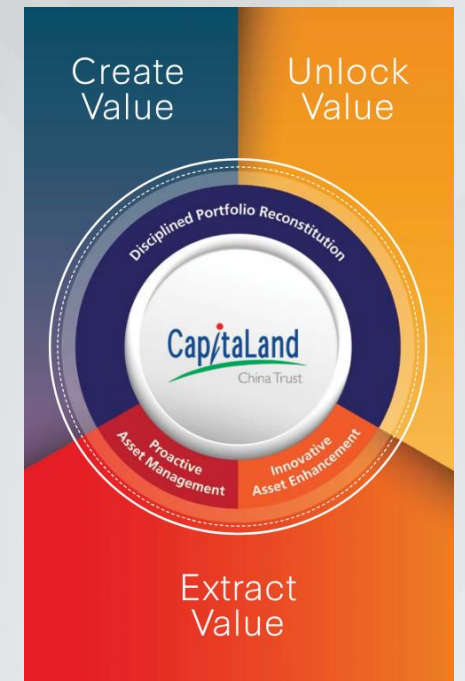 Create
Value
Unlock
Value
Disciplined Portfolio Reconstitution
CapitaLand
China Trust
Proactive
Asset Management
Innovative
Asset Enhancement
Extract
Value